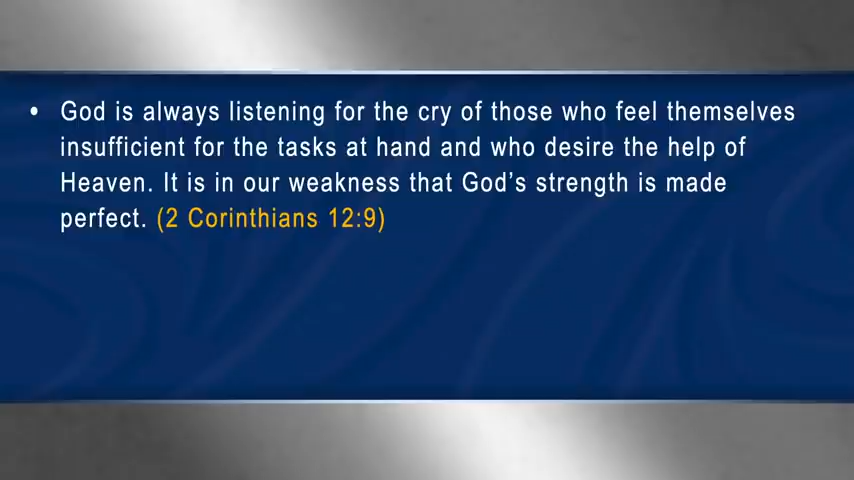 • God is always listening for the cry of those who feel themselves
insufficient for the tasks at hand and who desire the help of
Heaven. It is in our weakness that God’s strength is made
perfect. (2 Corinthians 12:9)